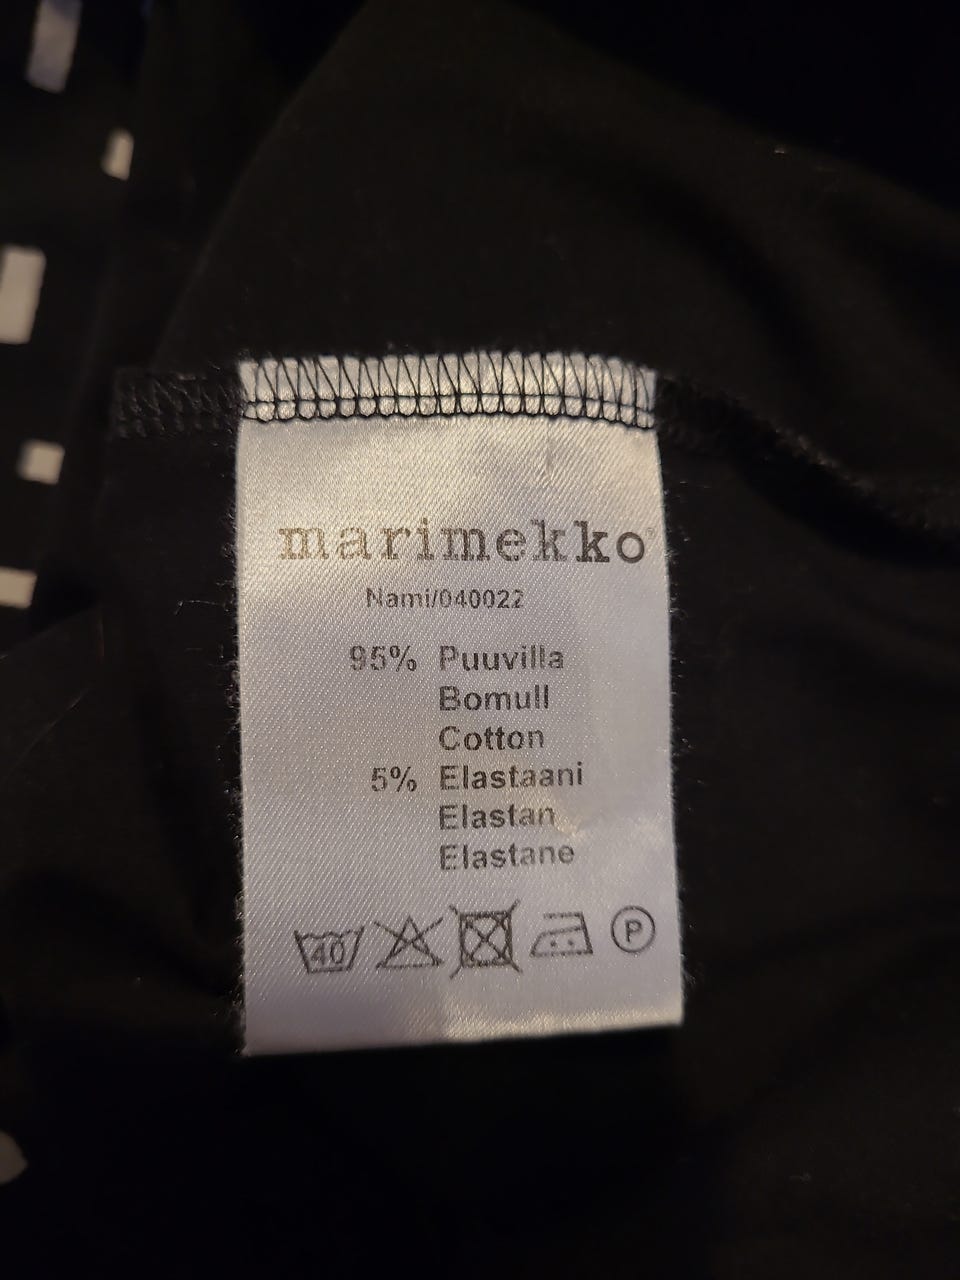 marimekko®
Nami/040022
95% Puuvilla
Bomull
Cotton
5% Elastaani
Elastan
Elastane
40 P